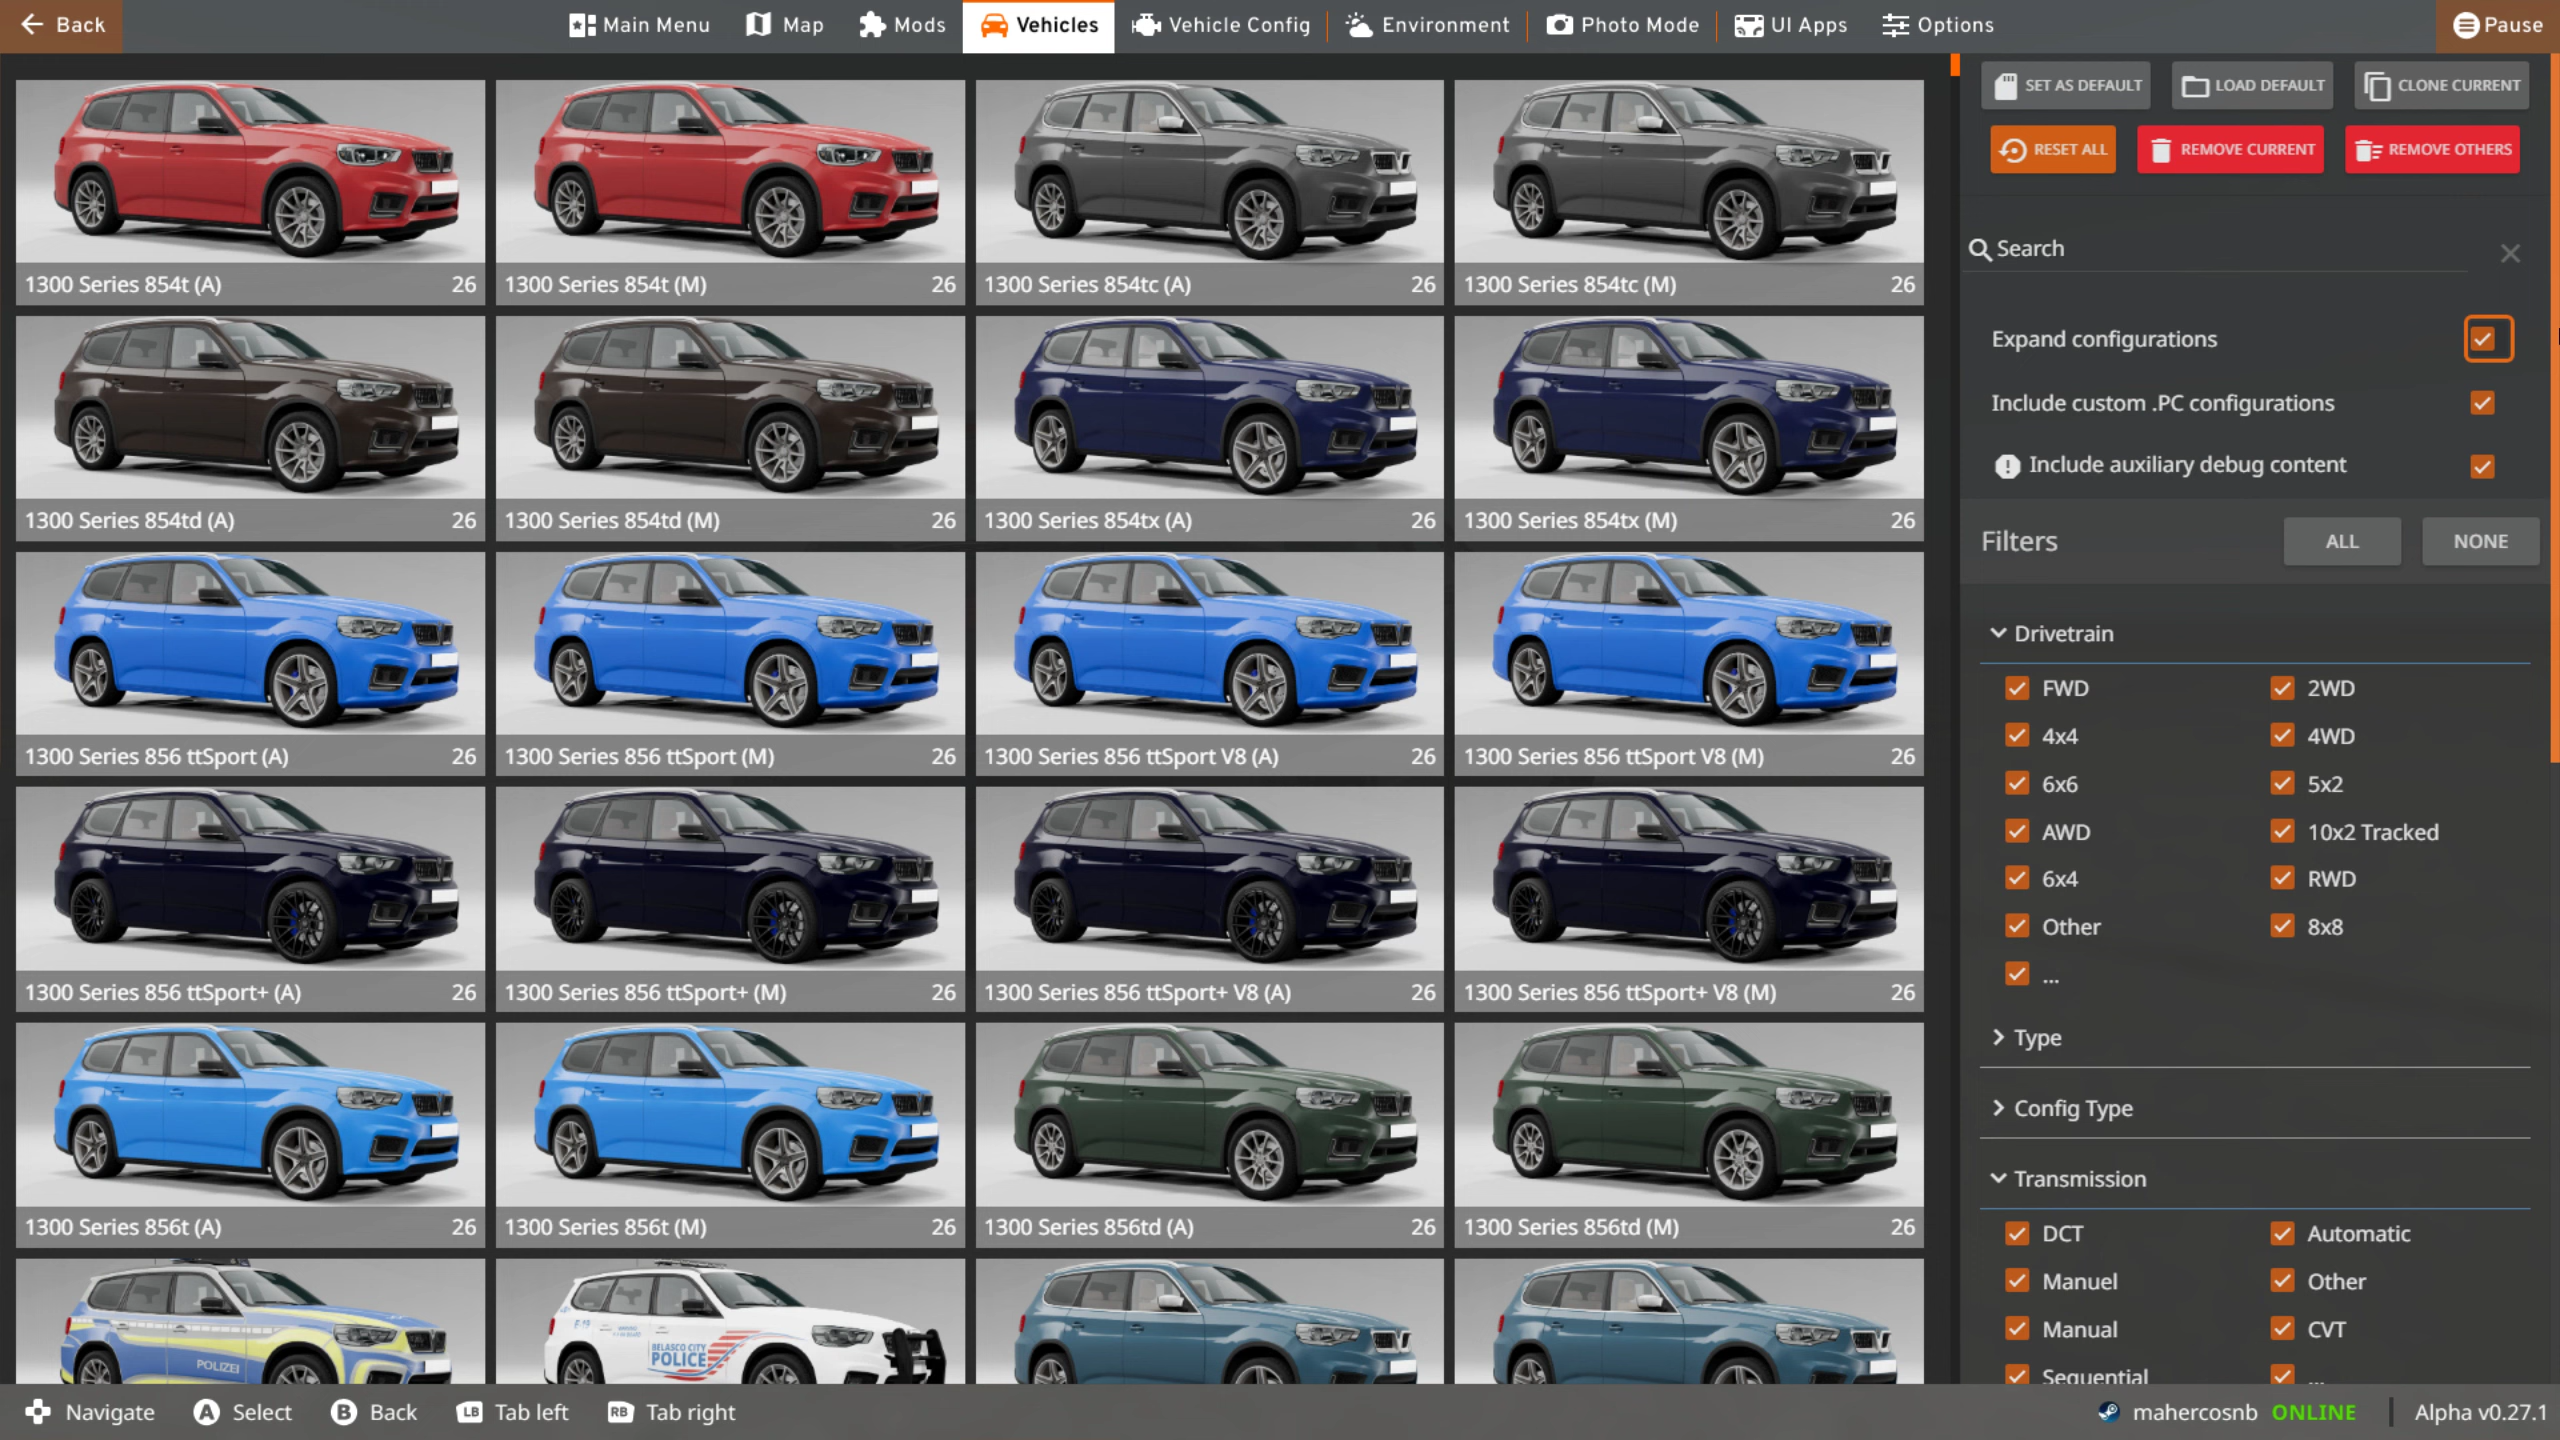 Back
Main Menu
Map
Mods
Vehicles
Vehicle Config
Environment
Photo Mode
UI Apps
Options
Pause
1300 Series 854t (A) 26
1300 Series 854t (M) 26
1300 Series 854tc (A) 26
1300 Series 854tc (M) 26
1300 Series 854td (A) 26
1300 Series 854td (M) 26
1300 Series 854tx (A) 26
1300 Series 854tx (M) 26
1300 Series 856 ttSport (A) 26
1300 Series 856 ttSport (M) 26
1300 Series 856 ttSport V8 (A) 26
1300 Series 856 ttSport V8 (M) 26
1300 Series 856 ttSport+ (A) 26
1300 Series 856 ttSport+ (M) 26
1300 Series 856 ttSport+ V8 (A) 26
1300 Series 856 ttSport+ V8 (M) 26
1300 Series 856t (A) 26
1300 Series 856t (M) 26
1300 Series 856td (A) 26
1300 Series 856td (M) 26
POLIZEI
BELASCO CITY
POLICE
SET AS DEFAULT
LOAD DEFAULT
CLONE CURRENT
RESET ALL
REMOVE CURRENT
REMOVE OTHERS
Search
Expand configurations
Include custom .PC configurations
Include auxiliary debug content
Filters
ALL
NONE
Drivetrain
FWD
2WD
4x4
4WD
6x6
5x2
AWD
10x2 Tracked
6x4
RWD
Other
8x8
...
Type
Config Type
Transmission
DCT
Automatic
Manuel
Other
Manual
CVT
Sequential
...
Navigate
A Select
B Back
LB Tab left
RB Tab right
mahercosnb ONLINE
Alpha v0.27.1